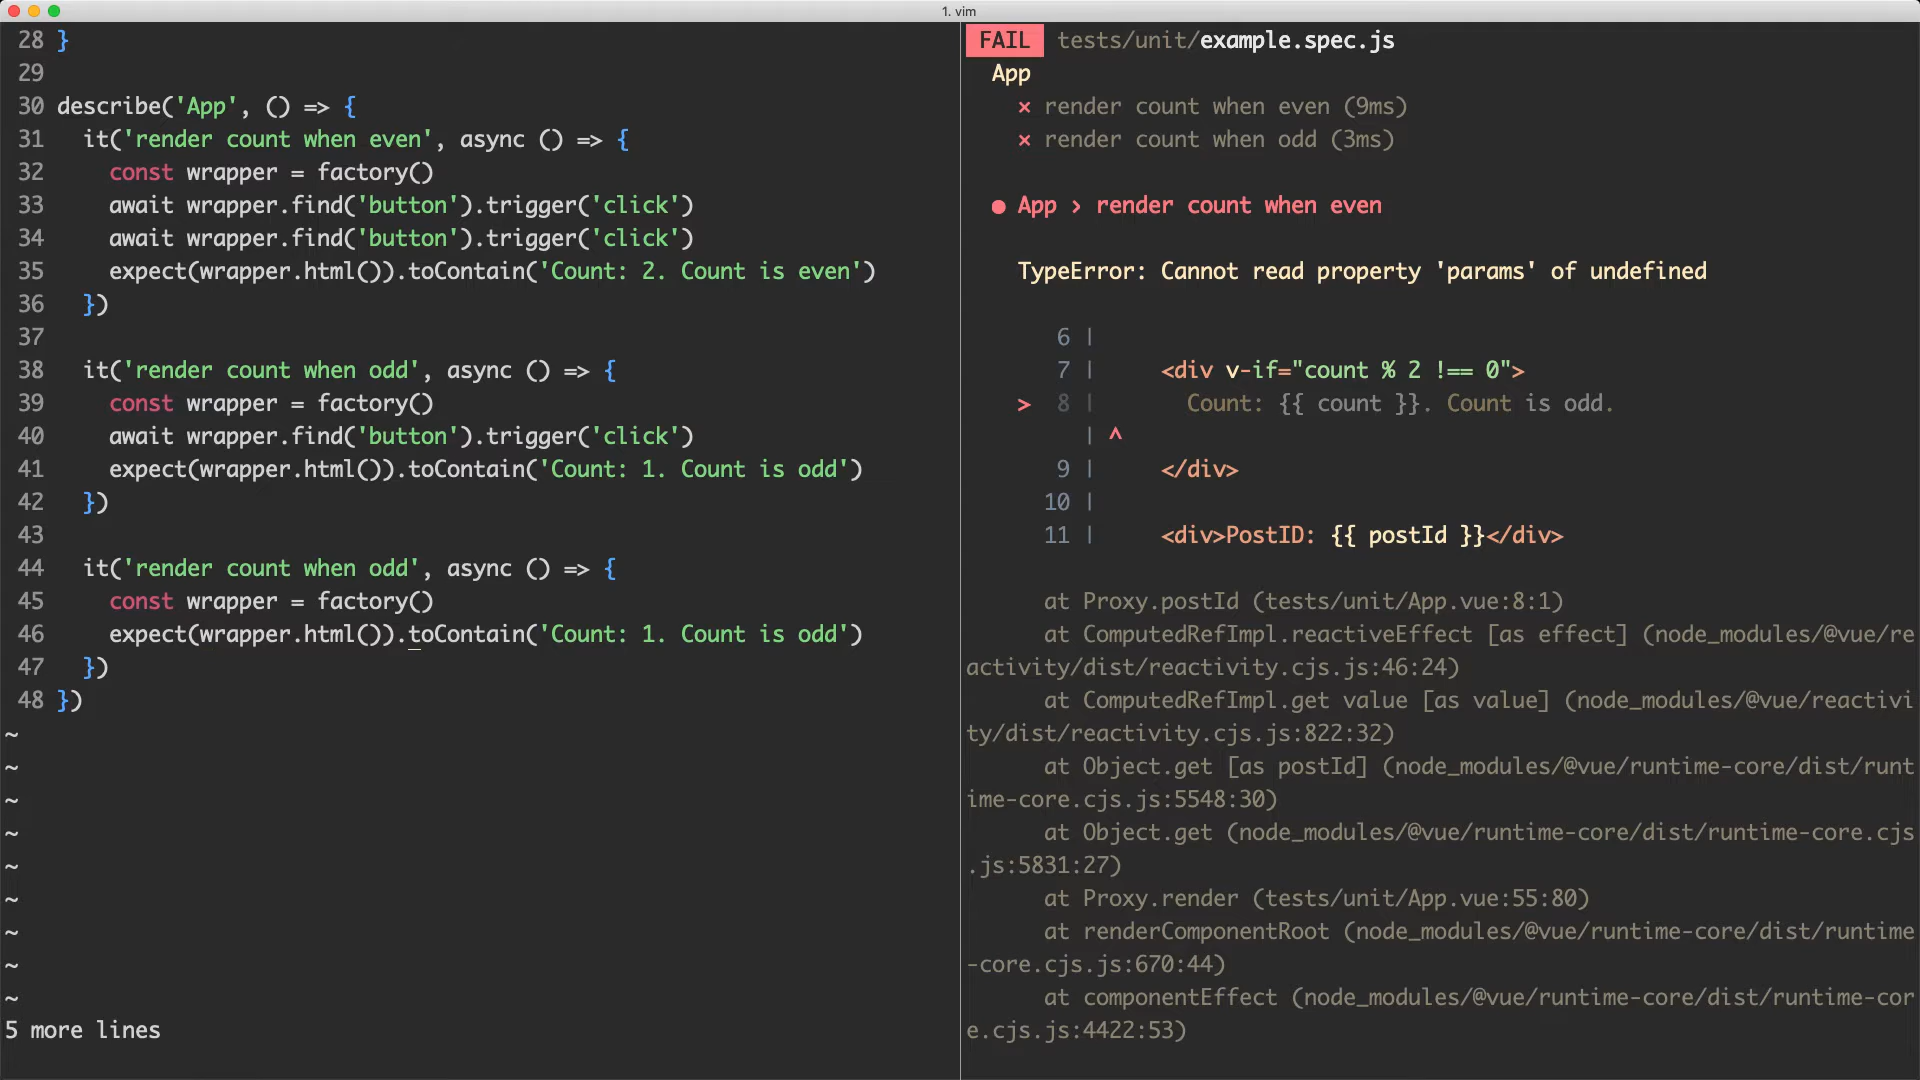 1. vim
28 }
29
30 describe('App', () => {
31   it('render count when even', async () => {
32     const wrapper = factory()
33     await wrapper.find('button').trigger('click')
34     await wrapper.find('button').trigger('click')
35     expect(wrapper.html()).toContain('Count: 2. Count is even')
36   })
37
38   it('render count when odd', async () => {
39     const wrapper = factory()
40     await wrapper.find('button').trigger('click')
41     expect(wrapper.html()).toContain('Count: 1. Count is odd')
42   })
43
44   it('render count when odd', async () => {
45     const wrapper = factory()
46     expect(wrapper.html()).toContain('Count: 1. Count is odd')
47   })
48 })
~
~
~
~
~
~
~
~
~
5 more lines
FAIL tests/unit/example.spec.js
App
× render count when even (9ms)
× render count when odd (3ms)
● App › render count when even
TypeError: Cannot read property 'params' of undefined
6 |
7 |     <div v-if="count % 2 !== 0">
> 8 |       Count: {{ count }}. Count is odd.
| ^
9 |     </div>
10 |
11 |     <div>PostID: {{ postId }}</div>
at Proxy.postId (tests/unit/App.vue:8:1)
at ComputedRefImpl.reactiveEffect [as effect] (node_modules/@vue/re
activity/dist/reactivity.cjs.js:46:24)
at ComputedRefImpl.get value [as value] (node_modules/@vue/reactivi
ty/dist/reactivity.cjs.js:822:32)
at Object.get [as postId] (node_modules/@vue/runtime-core/dist/runt
ime-core.cjs.js:5548:30)
at Object.get (node_modules/@vue/runtime-core/dist/runtime-core.cjs
.js:5831:27)
at Proxy.render (tests/unit/App.vue:55:80)
at renderComponentRoot (node_modules/@vue/runtime-core/dist/runtime
-core.cjs.js:670:44)
at componentEffect (node_modules/@vue/runtime-core/dist/runtime-cor
e.cjs.js:4422:53)